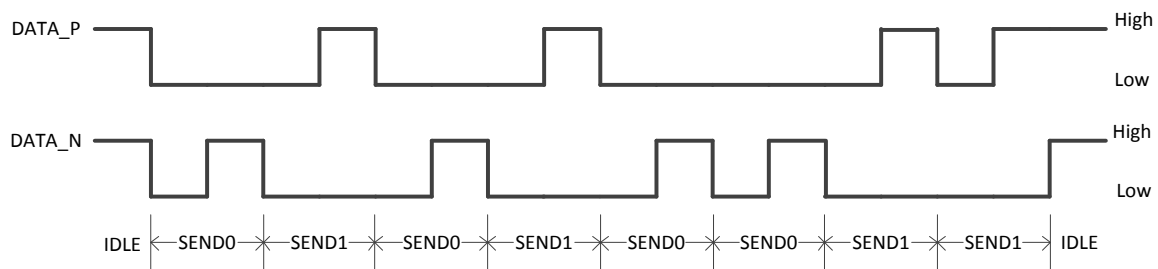 DATA_P
High
Low
DATA_N
High
Low
IDLE SEND0 SEND1 SEND0 SEND1 SEND0 SEND0 SEND1 SEND1 IDLE